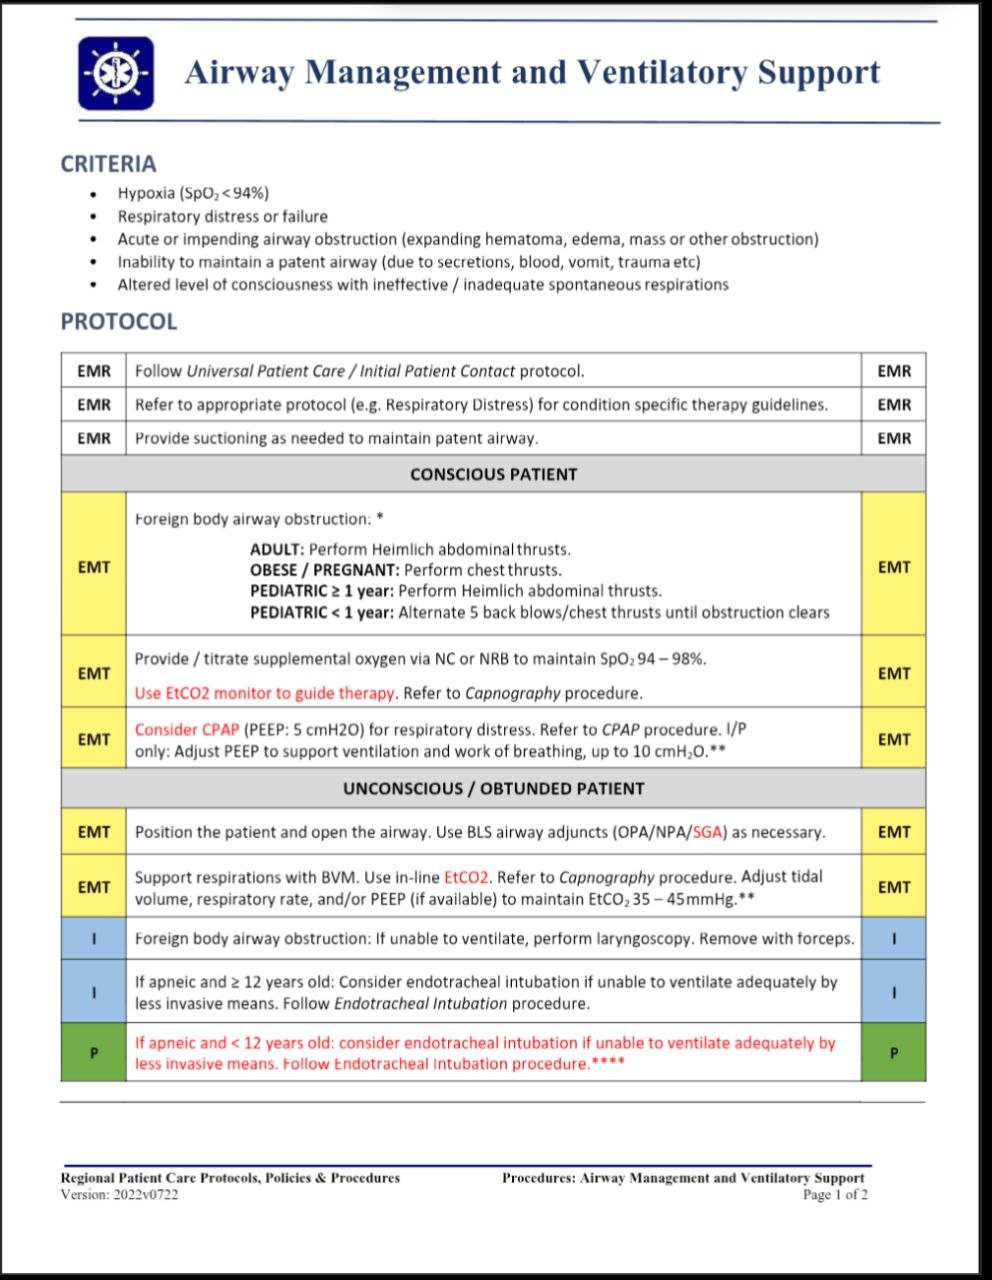 Airway Management and Ventilatory Support
CRITERIA
• Hypoxia (SpO₂<94%)
• Respiratory distress or failure
• Acute or impending airway obstruction (expanding hematoma, edema, mass or other obstruction)
• Inability to maintain a patent airway (due to secretions, blood, vomit, trauma etc)
• Altered level of consciousness with ineffective / inadequate spontaneous respirations
PROTOCOL
EMR Follow Universal Patient Care / Initial Patient Contact protocol. EMR
EMR Refer to appropriate protocol (e.g. Respiratory Distress) for condition specific therapy guidelines. EMR
EMR Provide suctioning as needed to maintain patent airway. EMR
CONSCIOUS PATIENT
Foreign body airway obstruction: *
ADULT: Perform Heimlich abdominal thrusts.
OBESE / PREGNANT: Perform chest thrusts.
EMT EMT
PEDIATRIC ≥ 1 year: Perform Heimlich abdominal thrusts.
PEDIATRIC < 1 year: Alternate 5 back blows/chest thrusts until obstruction clears
Provide / titrate supplemental oxygen via NC or NRB to maintain SpO₂ 94 – 98%.
EMT EMT
Use EtCO2 monitor to guide therapy. Refer to Capnography procedure.
Consider CPAP (PEEP: 5 cmH2O) for respiratory distress. Refer to CPAP procedure. I/P
EMT EMT
only: Adjust PEEP to support ventilation and work of breathing, up to 10 cmH₂O.**
UNCONSCIOUS / OBTUNDED PATIENT
EMT Position the patient and open the airway. Use BLS airway adjuncts (OPA/NPA/SGA) as necessary. EMT
Support respirations with BVM. Use in-line EtCO2. Refer to Capnography procedure. Adjust tidal
EMT EMT
volume, respiratory rate, and/or PEEP (if available) to maintain EtCO₂ 35 – 45mmHg.**
I Foreign body airway obstruction: If unable to ventilate, perform laryngoscopy. Remove with forceps. I
If apneic and ≥ 12 years old: Consider endotracheal intubation if unable to ventilate adequately by
I I
less invasive means. Follow Endotracheal Intubation procedure.
If apneic and < 12 years old: consider endotracheal intubation if unable to ventilate adequately by
P P
less invasive means. Follow Endotracheal Intubation procedure.****
Regional Patient Care Protocols, Policies & Procedures Procedures: Airway Management and Ventilatory Support
Version: 2022v0722 Page 1 of 2